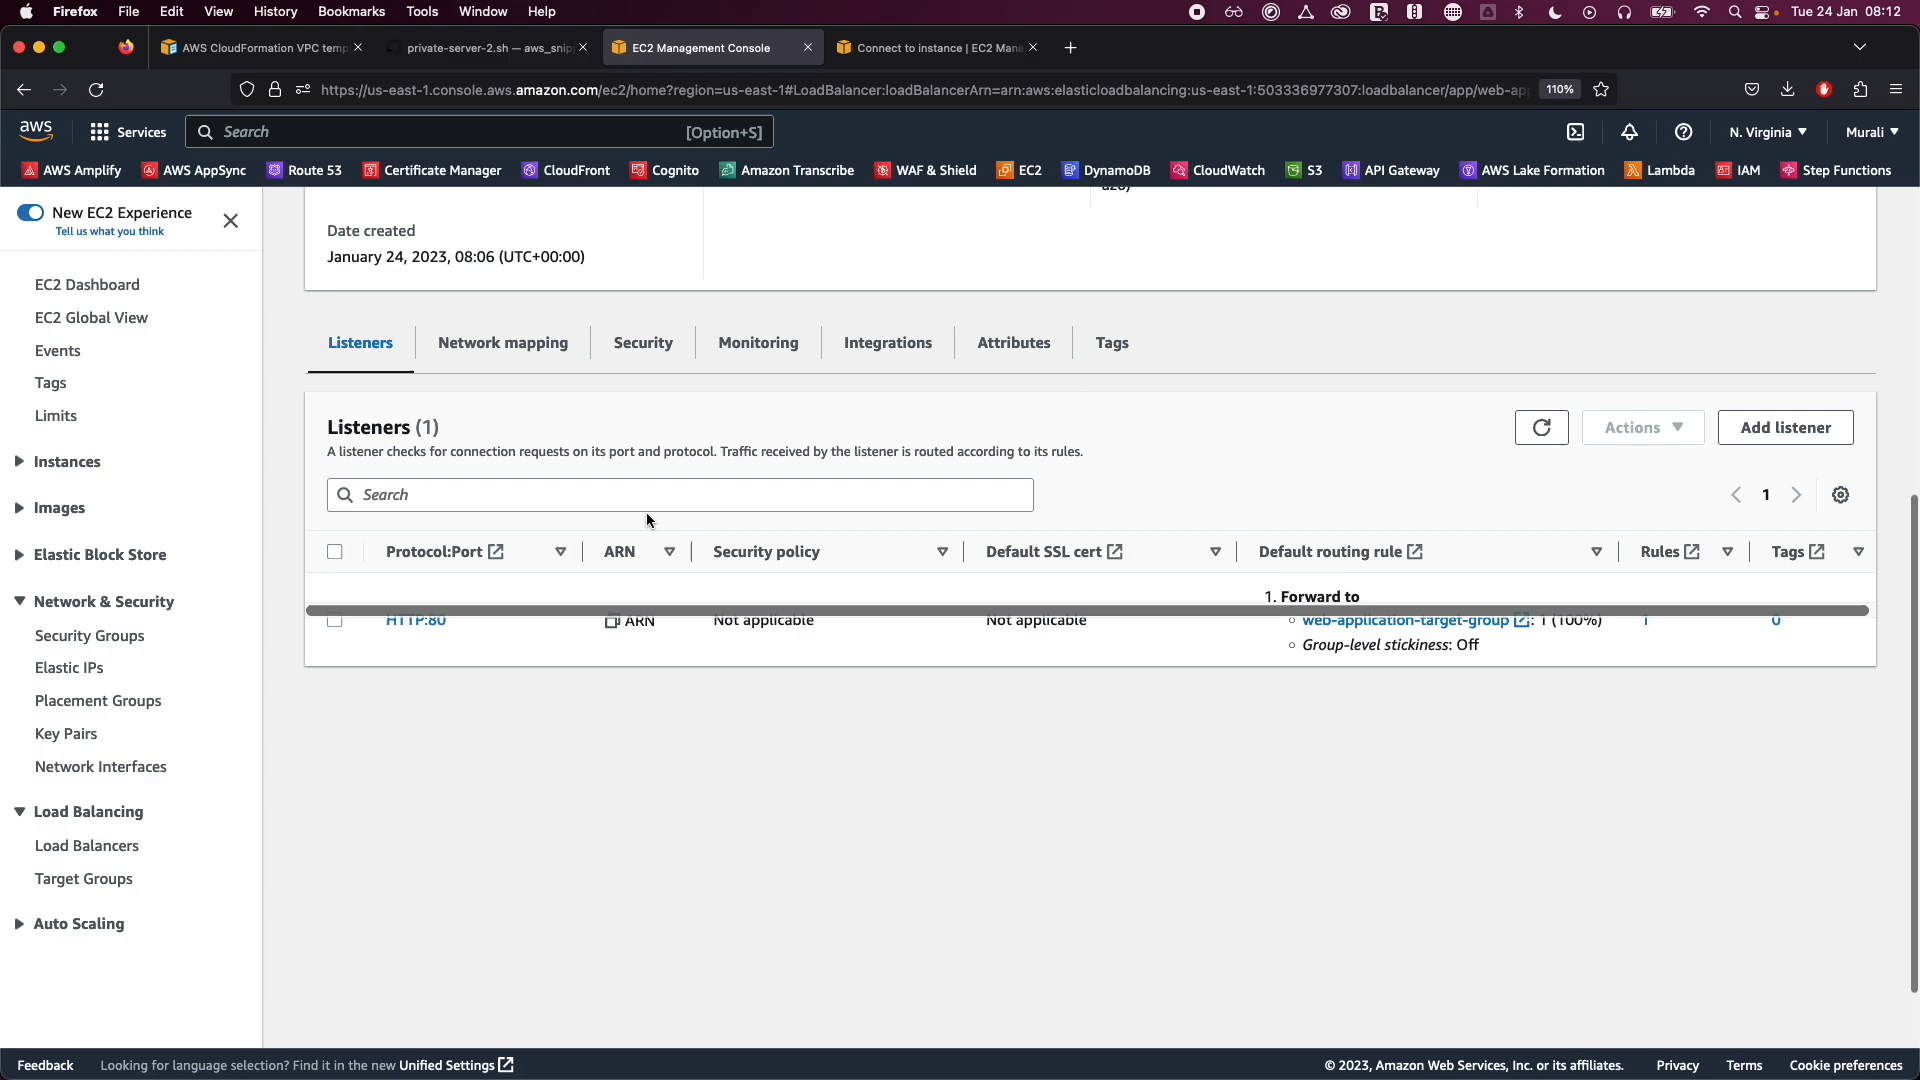 Firefox File Edit View History Bookmarks Tools Window Help Tue 24 Jan 08:12
AWS CloudFormation VPC temp private-server-2.sh — aws_snip EC2 Management Console Connect to instance | EC2 Mana
https://us-east-1.console.aws.amazon.com/ec2/home?region=us-east-1#LoadBalancer:loadBalancerArn=arn:aws:elasticloadbalancing:us-east-1:503336977307:loadbalancer/app/web-ap 110%
aws Services Search [Option+S] N. Virginia Murali
AWS Amplify AWS AppSync Route 53 Certificate Manager CloudFront Cognito Amazon Transcribe WAF & Shield EC2 DynamoDB CloudWatch S3 API Gateway AWS Lake Formation Lambda IAM Step Functions
New EC2 Experience
Tell us what you think
EC2 Dashboard
EC2 Global View
Events
Tags
Limits
Instances
Images
Elastic Block Store
Network & Security
Security Groups
Elastic IPs
Placement Groups
Key Pairs
Network Interfaces
Load Balancing
Load Balancers
Target Groups
Auto Scaling
Date created
January 24, 2023, 08:06 (UTC+00:00)
Listeners Network mapping Security Monitoring Integrations Attributes Tags
Listeners (1)
A listener checks for connection requests on its port and protocol. Traffic received by the listener is routed according to its rules.
Actions Add listener
Search
1
Protocol:Port ARN Security policy Default SSL cert Default routing rule Rules Tags
1. Forward to
HTTP:80 ARN Not applicable Not applicable web-application-target-group : 1 (100%) 1 0
Group-level stickiness: Off
Feedback Looking for language selection? Find it in the new Unified Settings © 2023, Amazon Web Services, Inc. or its affiliates. Privacy Terms Cookie preferences